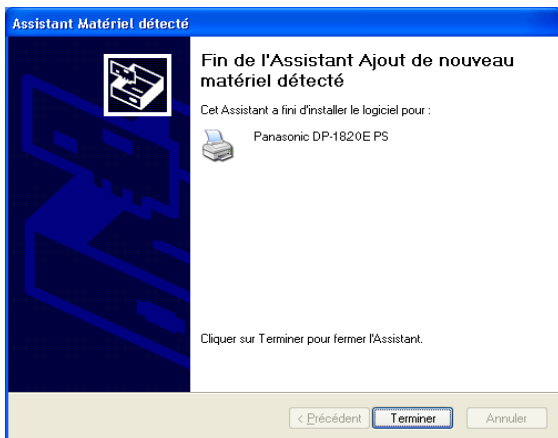 Assistant Matériel détecté
Fin de l'Assistant Ajout de nouveau
matériel détecté
Cet Assistant a fini d'installer le logiciel pour :
Panasonic DP-1820E PS
Cliquer sur Terminer pour fermer l'Assistant.
< Précédent Terminer Annuler